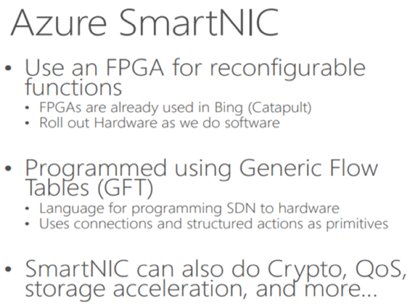 Azure SmartNIC
• Use an FPGA for reconfigurable
functions
• FPGAs are already used in Bing (Catapult)
• Roll out Hardware as we do software
• Programmed using Generic Flow
Tables (GFT)
• Language for programming SDN to hardware
• Uses connections and structured actions as primitives
• SmartNIC can also do Crypto, QoS,
storage acceleration, and more...